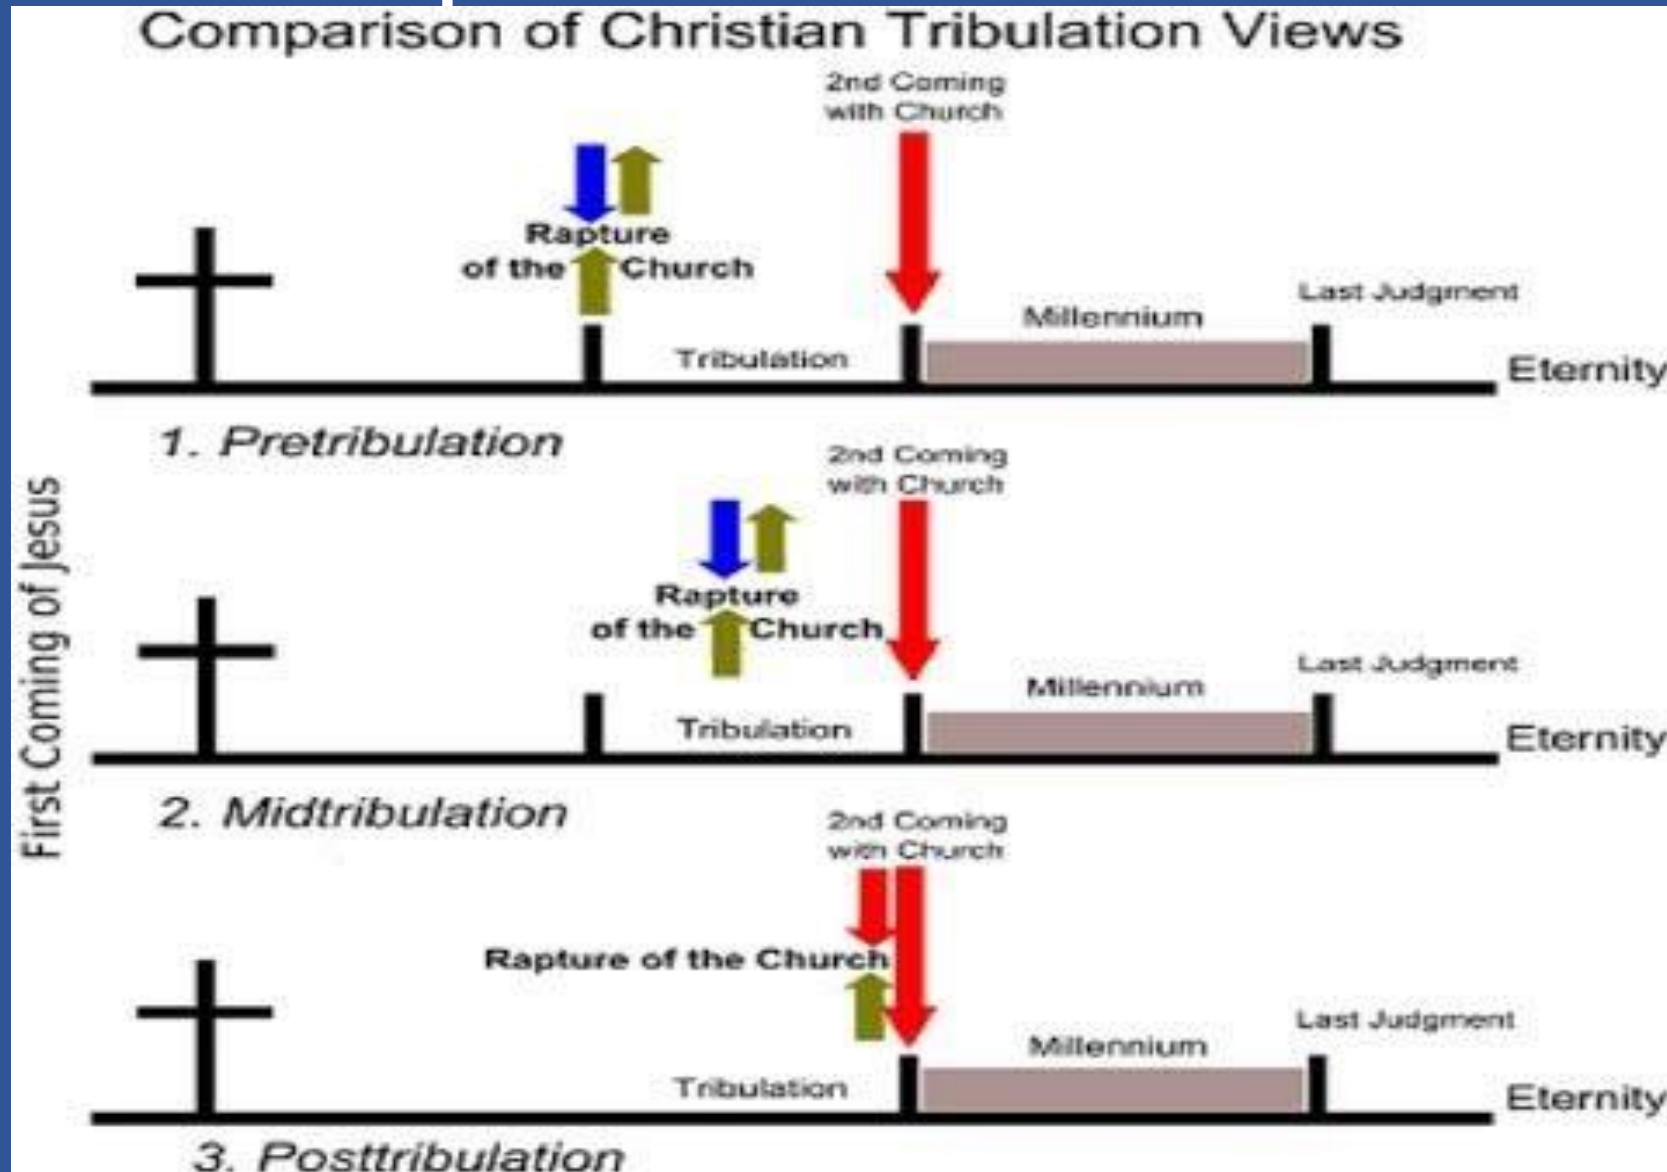 Comparison of Christian Tribulation Views
First Coming of Jesus
2nd Coming
with Church
Rapture
of the Church
Last Judgment
Millennium
Tribulation
Eternity
1. Pretribulation
2nd Coming
with Church
Rapture
of the Church
Last Judgment
Millennium
Tribulation
Eternity
2. Midtribulation
2nd Coming
with Church
Rapture of the Church
Last Judgment
Millennium
Tribulation
Eternity
3. Posttribulation